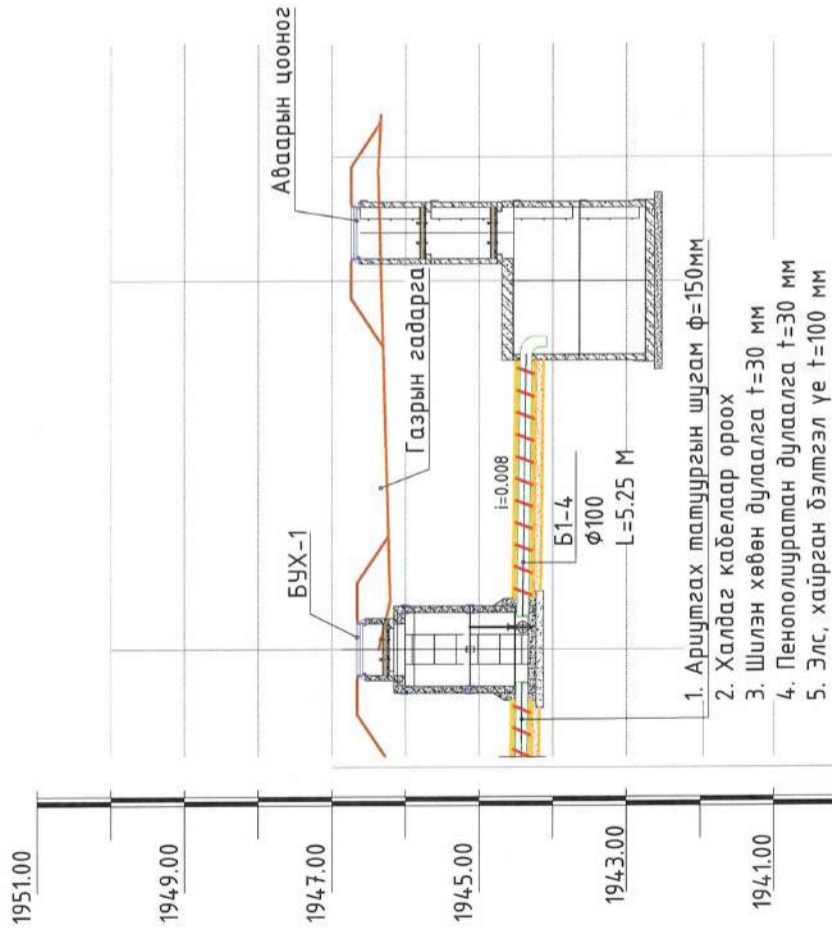 1951.00
1949.00
1947.00
1945.00
1943.00
1941.00
БУХ-1
Аваарын цооног
Газрын гадарга
i=0.008
Б1-4
Ф100
L=5.25 М
1. Ариутгах татуургын шугам ф=150мм
2. Халдаг кабелаар ороох
3. Шилэн хөвөн дулаалга t=30 мм
4. Пенополиуратан дулаалга t=30 мм
5. Элс, хайрган бэлтгэл үе t=100 мм